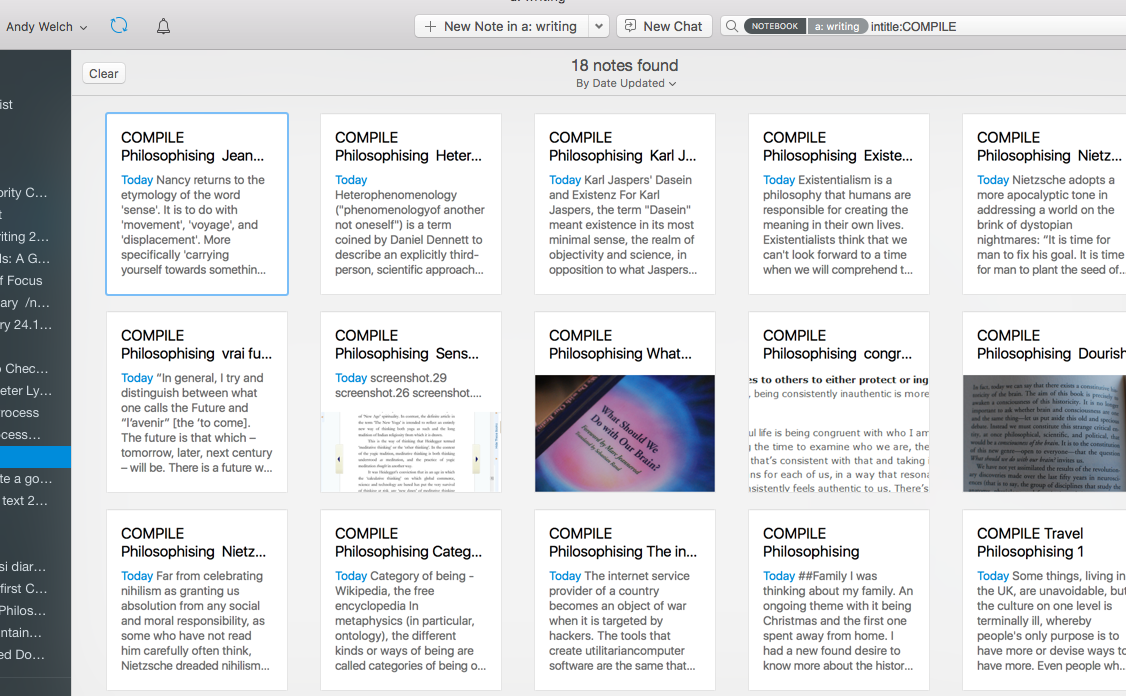 Andy Welch
New Note in a: writing
New Chat
NOTEBOOK a: writing intitle:COMPILE
Clear
18 notes found
By Date Updated
ist
ority C...
t
riting 2...
ls: A G...
f Focus
ary /n...
ry 24.1...
o Chec...
eter Ly...
rocess
ocess...
te a go...
text 2...
si diar...
first C...
Philos...
ntain...
ed Do...
COMPILE
Philosophising Jean...
Today Nancy returns to the
etymology of the word
'sense'. It is to do with
'movement', 'voyage', and
'displacement'. More
specifically 'carrying
yourself towards somethin...
COMPILE
Philosophising Heter...
Today
Heterophenomenology
("phenomenologyof another
not oneself") is a term
coined by Daniel Dennett to
describe an explicitly third-
person, scientific approach...
COMPILE
Philosophising Karl J...
Today Karl Jaspers' Dasein
and Existenz For Karl
Jaspers, the term "Dasein"
meant existence in its most
minimal sense, the realm of
objectivity and science, in
opposition to what Jaspers...
COMPILE
Philosophising Existe...
Today Existentialism is a
philosophy that humans are
responsible for creating the
meaning in their own lives.
Existentialists think that we
can't look forward to a time
when we will comprehend t...
COMPILE
Philosophising Nietz...
Today Nietzsche adopts a
more apocalyptic tone in
addressing a world on the
brink of dystopian
nightmares: “It is time for
man to fix his goal. It is time
for man to plant the seed of...
COMPILE
Philosophising vrai fu...
Today “In general, I try and
distinguish between what
one calls the Future and
“l’avenir” [the ‘to come].
The future is that which –
tomorrow, later, next century
– will be. There is a future w...
COMPILE
Philosophising Sens...
Today screenshot.29
screenshot.26 screenshot....
COMPILE
Philosophising What...
What Should We
Do with Our Brain?
COMPILE
Philosophising congr...
es to others to either protect or ing
, being consistently inauthentic is more
ul life is being congruent with who I am
g the time to examine who we are, the
that’s consistent with that and taking i
ns for each of us, in a way that resona
nsistently feels authentic to us. There’s
COMPILE
Philosophising Dourish
COMPILE
Philosophising Nietz...
Today Far from celebrating
nihilism as granting us
absolution from any social
and moral responsibility, as
some who have not read
him carefully often think,
Nietzsche dreaded nihilism...
COMPILE
Philosophising Categ...
Today Category of being -
Wikipedia, the free
encyclopedia In
metaphysics (in particular,
ontology), the different
kinds or ways of being are
called categories of being o...
COMPILE
Philosophising The in...
Today The internet service
provider of a country
becomes an object of war
when it is targeted by
hackers. The tools that
create utilitariancomputer
software are the same that...
COMPILE
Philosophising
Today ##Family I was
thinking about my family. An
ongoing theme with it being
Christmas and the first one
spent away from home. I
had a new found desire to
know more about the histor...
COMPILE Travel
Philosophising 1
Today Some things, living in
the UK, are unavoidable, but
the culture on one level is
terminally ill, whereby
people's only purpose is to
have more or devise ways to
have more. Even people wh...